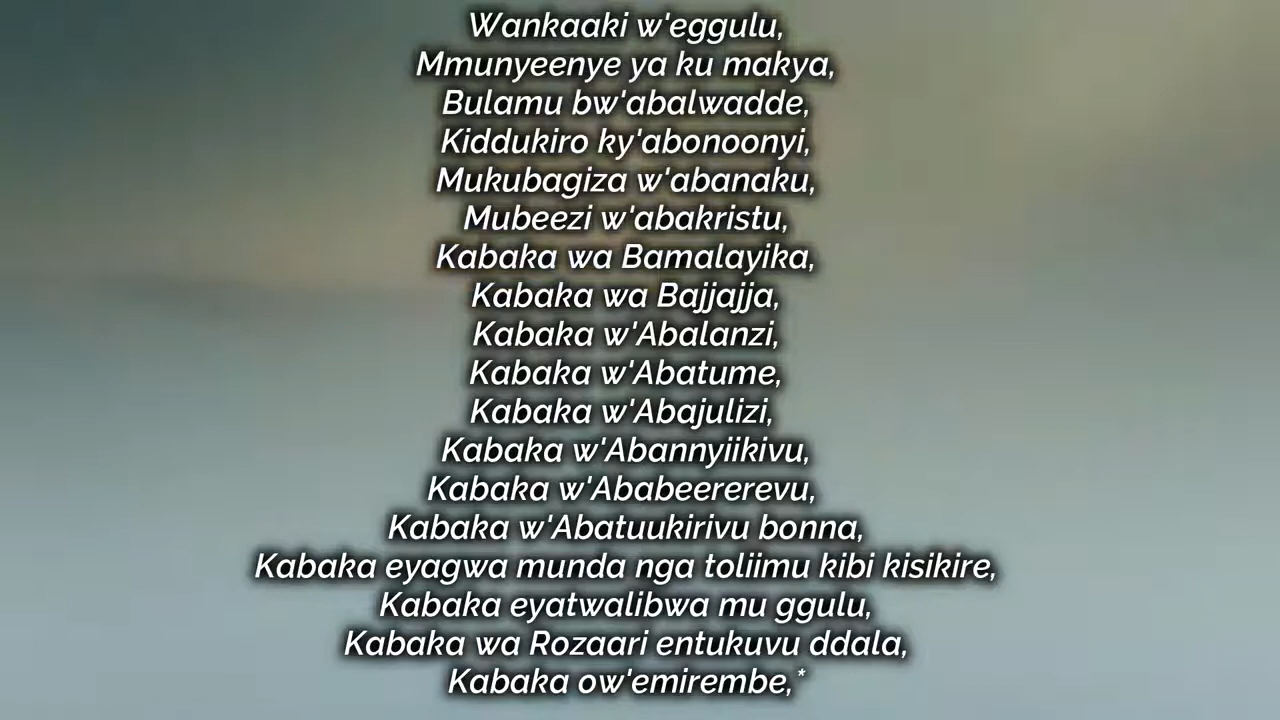 Wankaaki w'eggulu,
Mmunyeenye ya ku makya,
Bulamu bw'abalwadde,
Kiddukiro ky'abonoonyi,
Mukubagiza w'abanaku,
Mubeezi w'abakristu,
Kabaka wa Bamalayika,
Kabaka wa Bajjajja,
Kabaka w'Abalanzi,
Kabaka w'Abatume,
Kabaka w'Abajulizi,
Kabaka w'Abannyiikivu,
Kabaka w'Ababeererevu,
Kabaka w'Abatuukirivu bonna,
Kabaka eyagwa munda nga toliimu kibi kisikire,
Kabaka eyatwalibwa mu ggulu,
Kabaka wa Rozaari entukuvu ddala,
Kabaka ow'emirembe,*